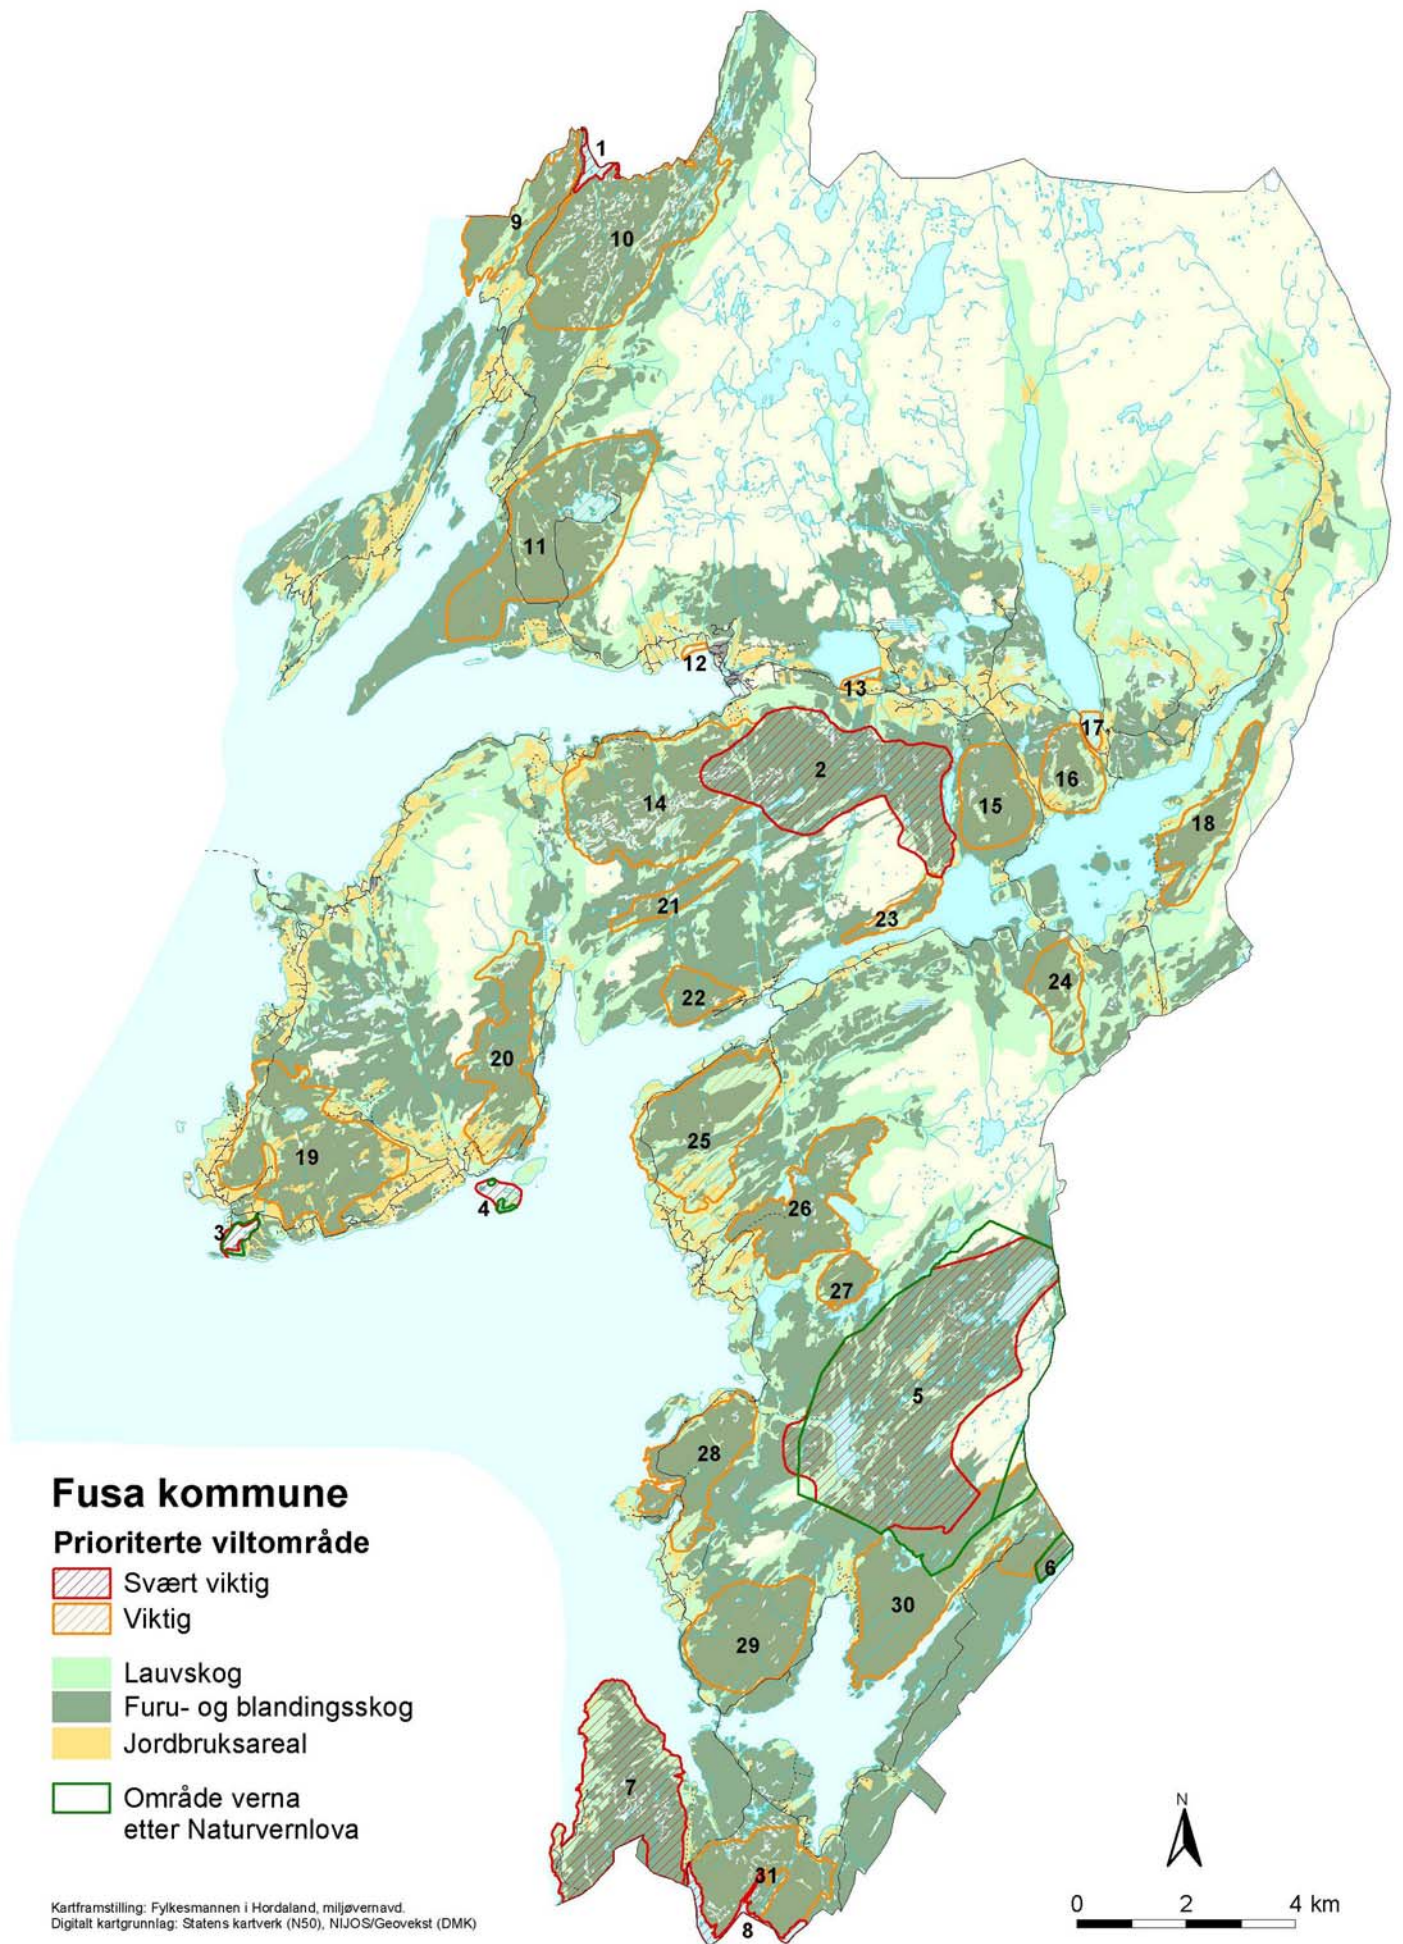 1
9
10
11
12
13
17
2
16
14
15
18
21
23
24
22
20
25
19
26
4
3
27
5
28
6
30
29
7
31
8
Fusa kommune
Prioriterte viltområde
Svært viktig
Viktig
Lauvskog
Furu- og blandingsskog
Jordbruksareal
Område verna
etter Naturvernlova
Kartframstilling: Fylkesmannen i Hordaland, miljøvernavd.
Digitalt kartgrunnlag: Statens kartverk (N50), NIJOS/Geovekst (DMK)
N
0 2 4 km